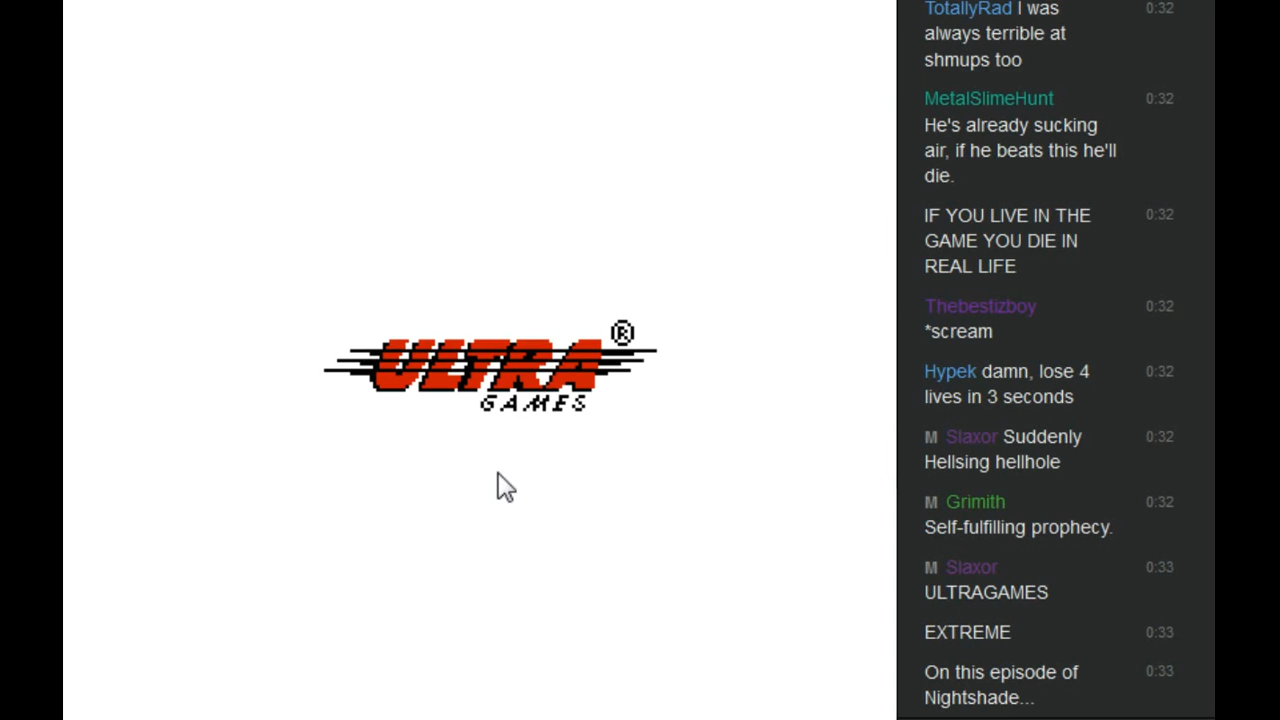 ULTRA ®
GAMES
TotallyRad I was 0:32
always terrible at
shmups too
MetalSlimeHunt 0:32
He's already sucking
air, if he beats this he'll
die.
IF YOU LIVE IN THE 0:32
GAME YOU DIE IN
REAL LIFE
Thebestizboy 0:32
*scream
Hypek damn, lose 4 0:32
lives in 3 seconds
M Slaxor Suddenly 0:32
Hellsing hellhole
M Grimith 0:32
Self-fulfilling prophecy.
M Slaxor 0:33
ULTRAGAMES
EXTREME 0:33
On this episode of 0:33
Nightshade...